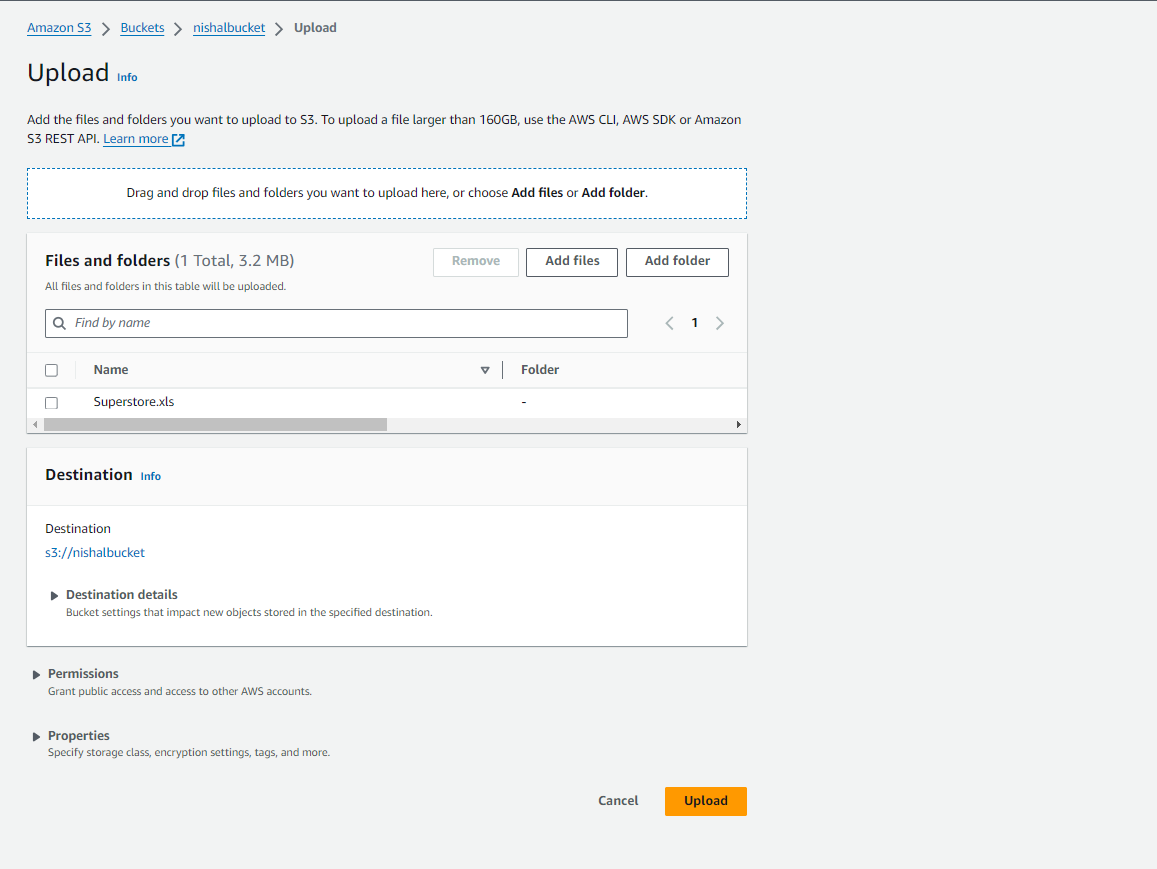 Amazon S3 > Buckets > nishalbucket > Upload
Upload Info
Add the files and folders you want to upload to S3. To upload a file larger than 160GB, use the AWS CLI, AWS SDK or Amazon
S3 REST API. Learn more
Drag and drop files and folders you want to upload here, or choose Add files or Add folder.
Files and folders (1 Total, 3.2 MB)
Remove Add files Add folder
All files and folders in this table will be uploaded.
Find by name
1
Name Folder
Superstore.xls -
Destination Info
Destination
s3://nishalbucket
Destination details
Bucket settings that impact new objects stored in the specified destination.
Permissions
Grant public access and access to other AWS accounts.
Properties
Specify storage class, encryption settings, tags, and more.
Cancel Upload